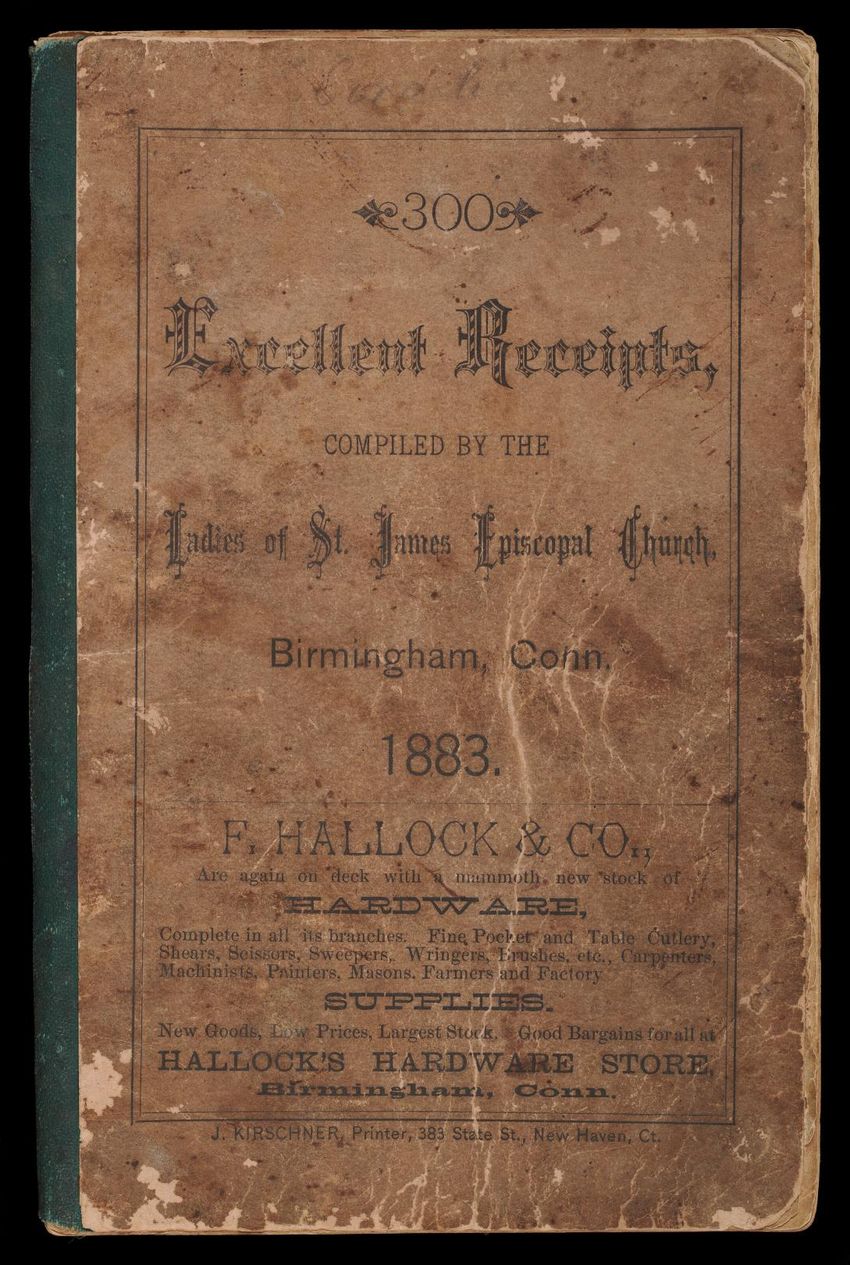 300
Excellent Receipts,
COMPILED BY THE
Ladies of St. James Episcopal Church,
Birmingham, Conn.
1883.
F. HALLOCK & CO.,
Are again on deck with a mammoth new stock of
HARDWARE,
Complete in all its branches. Fine Pocket and Table Cutlery,
Shears, Scissors, Sweepers, Wringers, Brushes, etc., Carpenters,
Machinists, Painters, Masons. Farmers and Factory
SUPPLIES.
New Goods, Low Prices, Largest Stock. Good Bargains for all at
HALLOCK'S HARDWARE STORE,
Birmingham, Conn.
J. KIRSCHNER, Printer, 383 State St., New Haven, Ct.